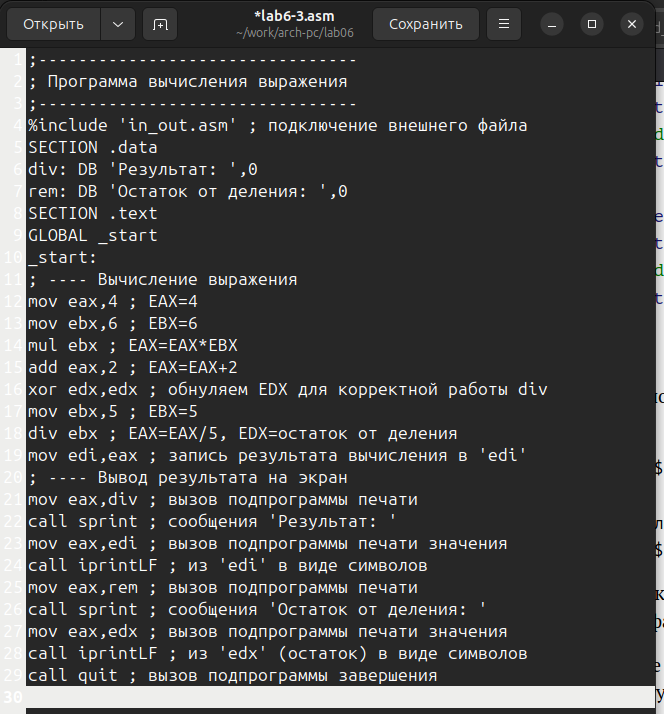 Открыть
*lab6-3.asm
~/work/arch-pc/lab06
Сохранить
1 ;--------------------------------
2 ; Программа вычисления выражения
3 ;--------------------------------
4 %include 'in_out.asm' ; подключение внешнего файла
5 SECTION .data
6 div: DB 'Результат: ',0
7 rem: DB 'Остаток от деления: ',0
8 SECTION .text
9 GLOBAL _start
10 _start:
11 ; ---- Вычисление выражения
12 mov eax,4 ; EAX=4
13 mov ebx,6 ; EBX=6
14 mul ebx ; EAX=EAX*EBX
15 add eax,2 ; EAX=EAX+2
16 xor edx,edx ; обнуляем EDX для корректной работы div
17 mov ebx,5 ; EBX=5
18 div ebx ; EAX=EAX/5, EDX=остаток от деления
19 mov edi,eax ; запись результата вычисления в 'edi'
20 ; ---- Вывод результата на экран
21 mov eax,div ; вызов подпрограммы печати
22 call sprint ; сообщения 'Результат: '
23 mov eax,edi ; вызов подпрограммы печати значения
24 call iprintLF ; из 'edi' в виде символов
25 mov eax,rem ; вызов подпрограммы печати
26 call sprint ; сообщения 'Остаток от деления: '
27 mov eax,edx ; вызов подпрограммы печати значения
28 call iprintLF ; из 'edx' (остаток) в виде символов
29 call quit ; вызов подпрограммы завершения
30